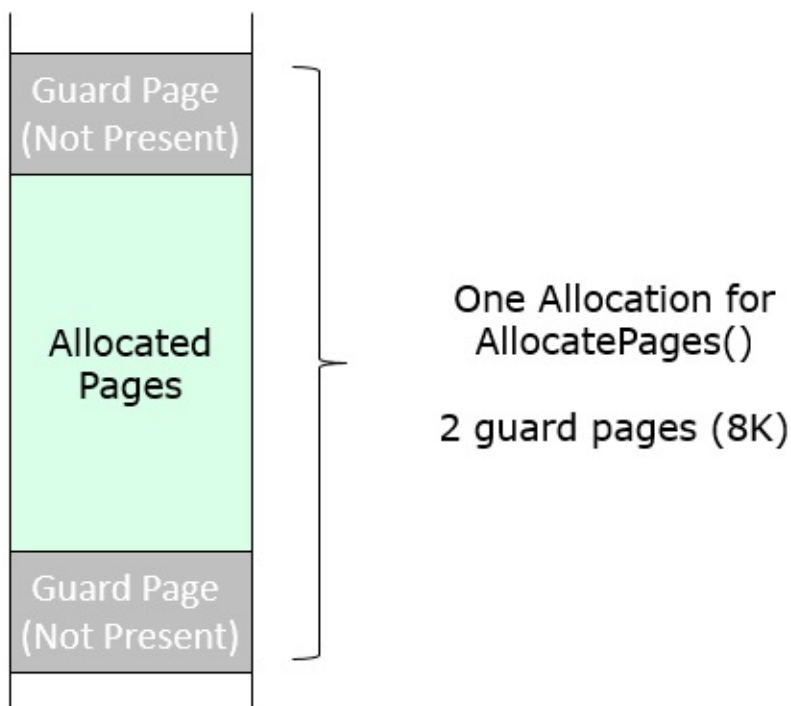 Guard Page
(Not Present)
Allocated
Pages
One Allocation for
AllocatePages()
2 guard pages (8K)
Guard Page
(Not Present)